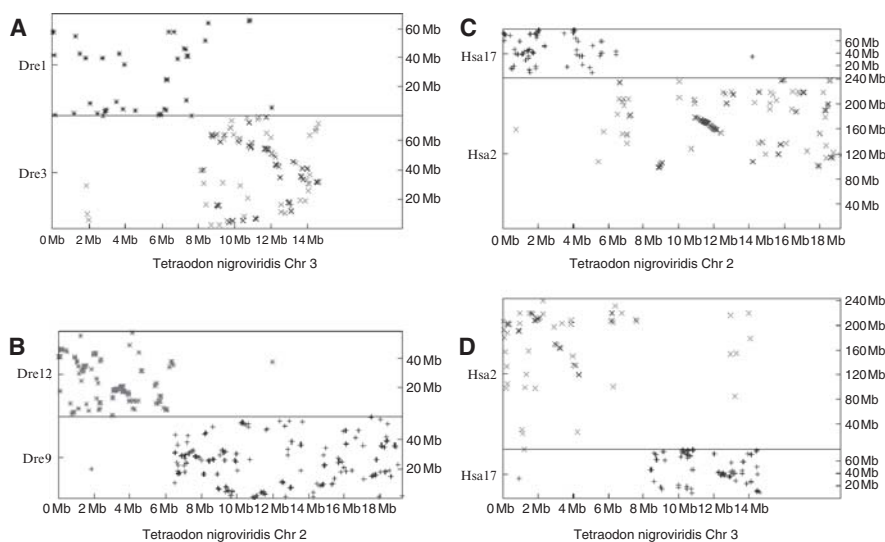 A
Dre1
60 Mb
40 Mb
20 Mb
Dre3
60 Mb
40 Mb
20 Mb
0 Mb 2 Mb 4 Mb 6 Mb 8 Mb 10 Mb 12 Mb 14 Mb
Tetraodon nigroviridis Chr 3
B
Dre12
40 Mb
20 Mb
Dre9
40 Mb
20 Mb
0 Mb 2 Mb 4 Mb 6 Mb 8 Mb 10 Mb 12 Mb 14 Mb 16 Mb 18 Mb
Tetraodon nigroviridis Chr 2
C
Hsa17
60 Mb
40 Mb
20 Mb
240 Mb
200 Mb
160 Mb
Hsa2
120 Mb
80 Mb
40 Mb
0 Mb 2 Mb 4 Mb 6 Mb 8 Mb 10 Mb 12 Mb 14 Mb 16 Mb 18 Mb
Tetraodon nigroviridis Chr 2
D
240 Mb
200 Mb
Hsa2
160 Mb
120 Mb
80 Mb
40 Mb
Hsa17
60 Mb
40 Mb
20 Mb
0 Mb 2 Mb 4 Mb 6 Mb 8 Mb 10 Mb 12 Mb 14 Mb
Tetraodon nigroviridis Chr 3